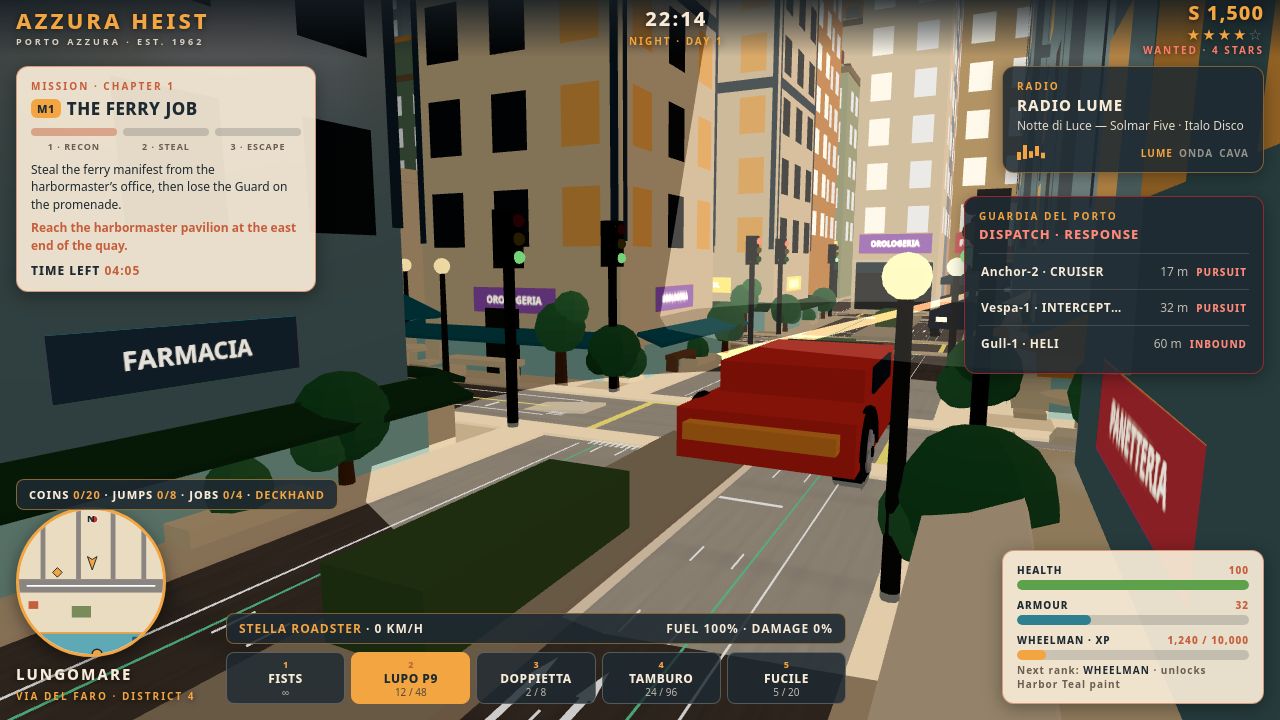 AZZURA HEIST
PORTO AZZURA · EST. 1962
22:14
NIGHT · DAY 1
S 1,500
★★★★☆
WANTED · 4 STARS
MISSION · CHAPTER 1
M1 THE FERRY JOB
1 · RECON 2 · STEAL 3 · ESCAPE
Steal the ferry manifest from the
harbormaster’s office, then lose the Guard on
the promenade.
Reach the harbormaster pavilion at the east
end of the quay.
TIME LEFT 04:05
RADIO
RADIO LUME
Notte di Luce — Solmar Five · Italo Disco
LUME ONDA CAVA
GUARDIA DEL PORTO
DISPATCH · RESPONSE
Anchor-2 · CRUISER 17 m PURSUIT
Vespa-1 · INTERCEPT… 32 m PURSUIT
Gull-1 · HELI 60 m INBOUND
OROLOGERIA
FARMACIA
PANETTERIA
COINS 0/20 · JUMPS 0/8 · JOBS 0/4 · DECKHAND
N
LUNGOMARE
VIA DEL FARO · DISTRICT 4
STELLA ROADSTER · 0 KM/H
FUEL 100% · DAMAGE 0%
1
FISTS
∞
2
LUPO P9
12 / 48
3
DOPPIETTA
2 / 8
4
TAMBURO
24 / 96
5
FUCILE
5 / 20
HEALTH 100
ARMOUR 32
WHEELMAN · XP 1,240 / 10,000
Next rank: WHEELMAN · unlocks
Harbor Teal paint